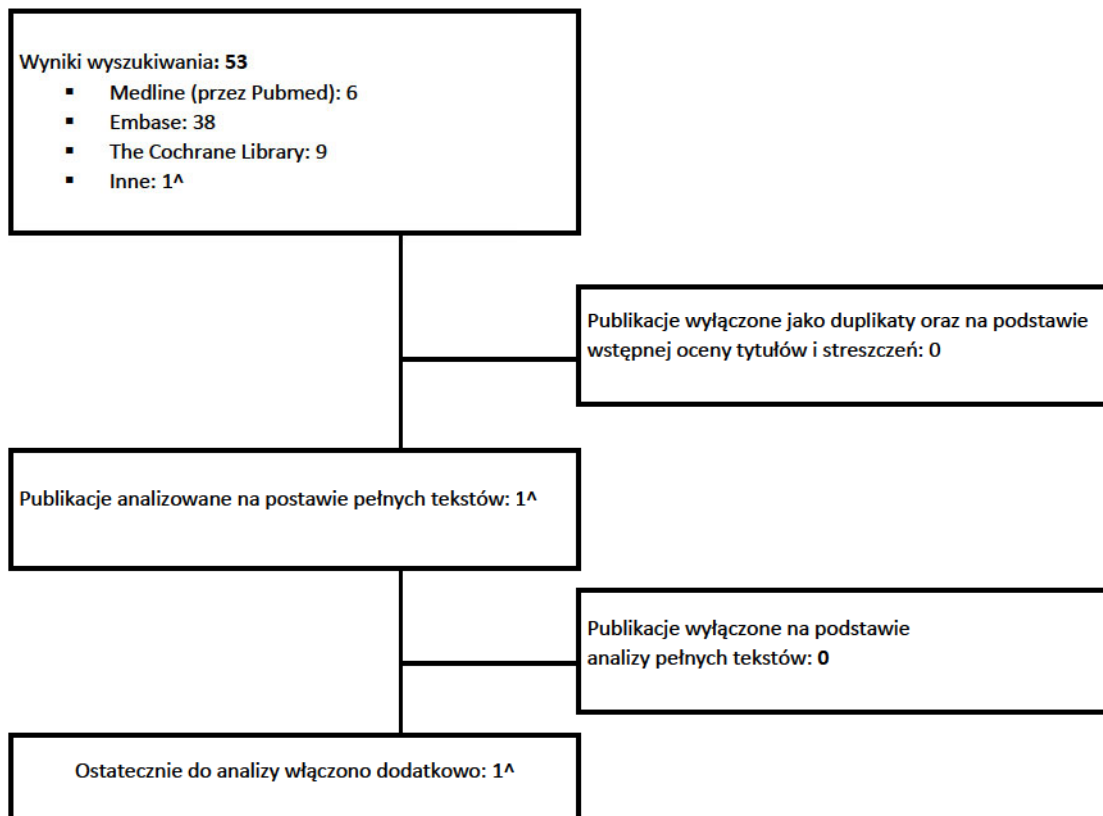 Wyniki wyszukiwania: 53
▪ Medline (przez Pubmed): 6
▪ Embase: 38
▪ The Cochrane Library: 9
▪ Inne: 1^
Publikacje wyłączone jako duplikaty oraz na podstawie
wstępnej oceny tytułów i streszczeń: 0
Publikacje analizowane na postawie pełnych tekstów: 1^
Publikacje wyłączone na podstawie
analizy pełnych tekstów: 0
Ostatecznie do analizy włączono dodatkowo: 1^